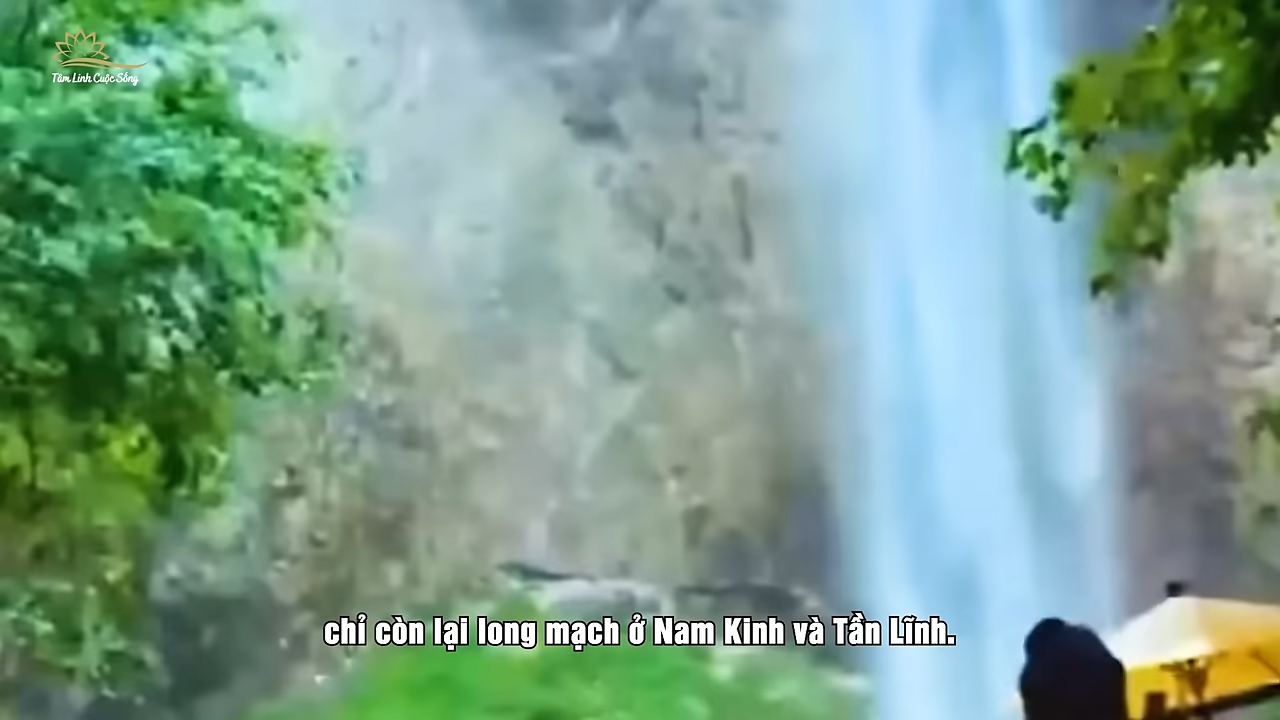 Tâm Linh Cuộc Sống
chỉ còn lại long mạch ở Nam Kinh và Tần Lĩnh.